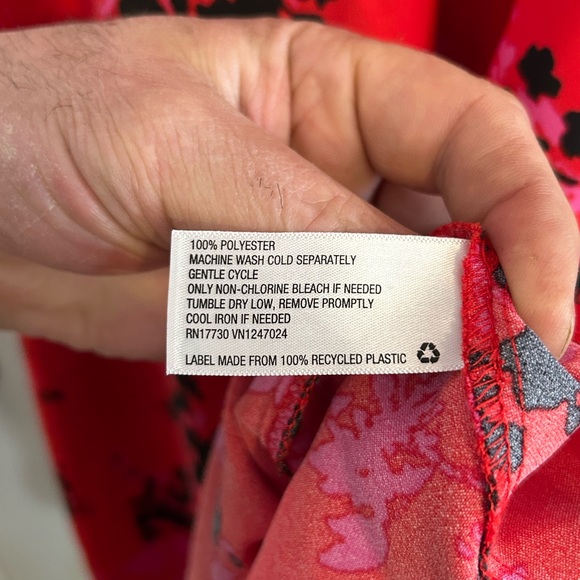 100% POLYESTER
MACHINE WASH COLD SEPARATELY
GENTLE CYCLE
ONLY NON-CHLORINE BLEACH IF NEEDED
TUMBLE DRY LOW, REMOVE PROMPTLY
COOL IRON IF NEEDED
RN17730 VN1247024
LABEL MADE FROM 100% RECYCLED PLASTIC